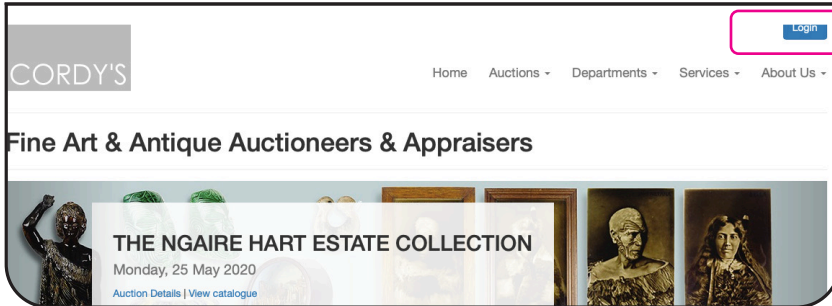 Login
CORDY'S
Home Auctions Departments Services About Us
Fine Art & Antique Auctioneers & Appraisers
THE NGAIRE HART ESTATE COLLECTION
Monday, 25 May 2020
Auction Details | View catalogue